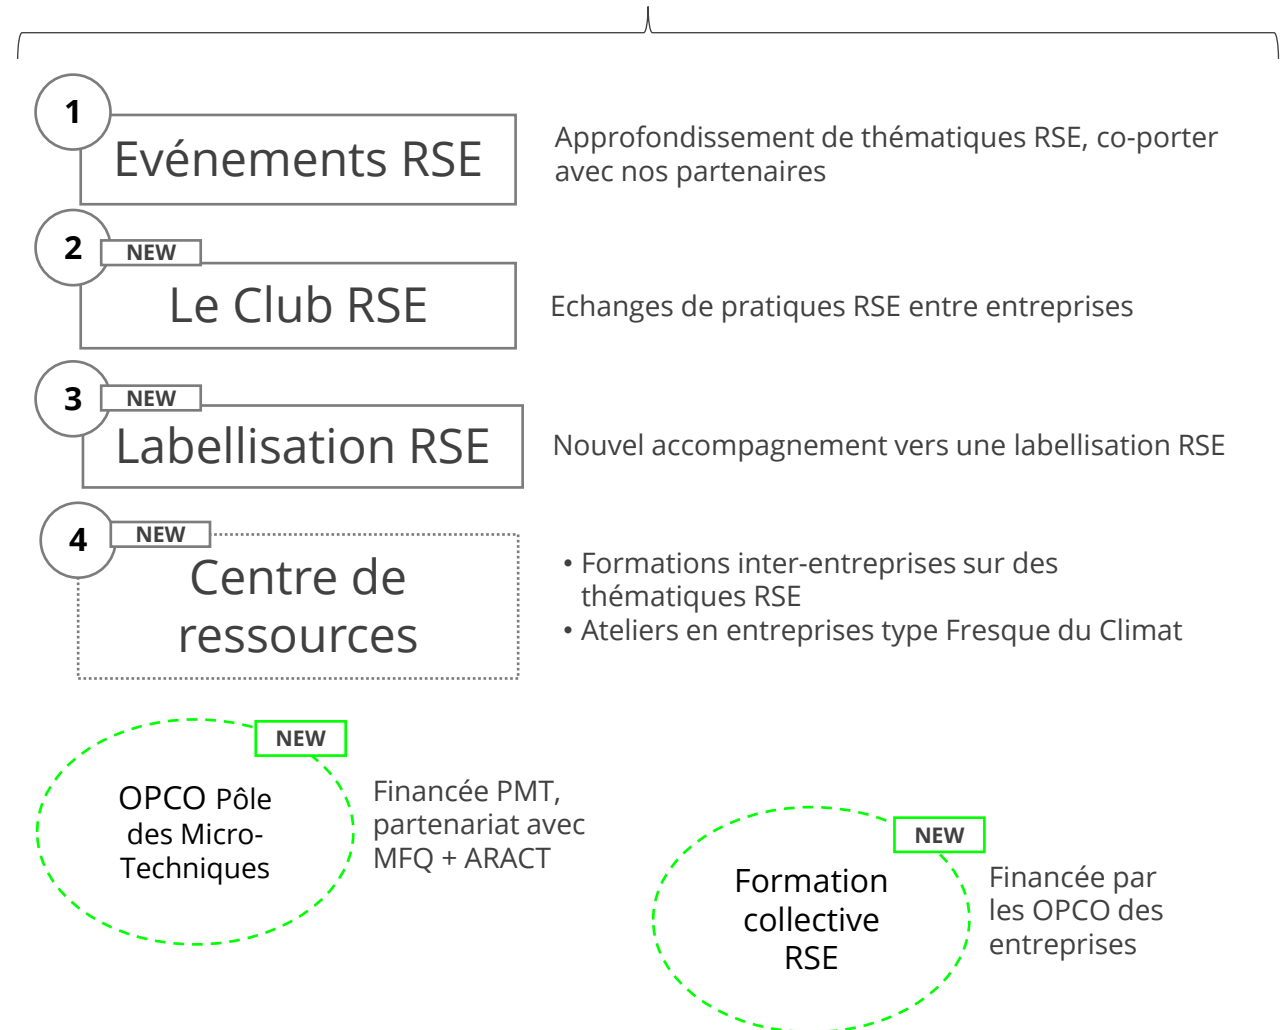 1
Evénements RSE
Approfondissement de thématiques RSE, co-porter
avec nos partenaires
2
NEW
Le Club RSE
Echanges de pratiques RSE entre entreprises
3
NEW
Labellisation RSE
Nouvel accompagnement vers une labellisation RSE
4
NEW
Centre de
ressources
• Formations inter-entreprises sur des
thématiques RSE
• Ateliers en entreprises type Fresque du Climat
NEW
OPCO Pôle
des Micro-
Techniques
Financée PMT,
partenariat avec
MFQ + ARACT
NEW
Formation
collective
RSE
Financée par
les OPCO des
entreprises